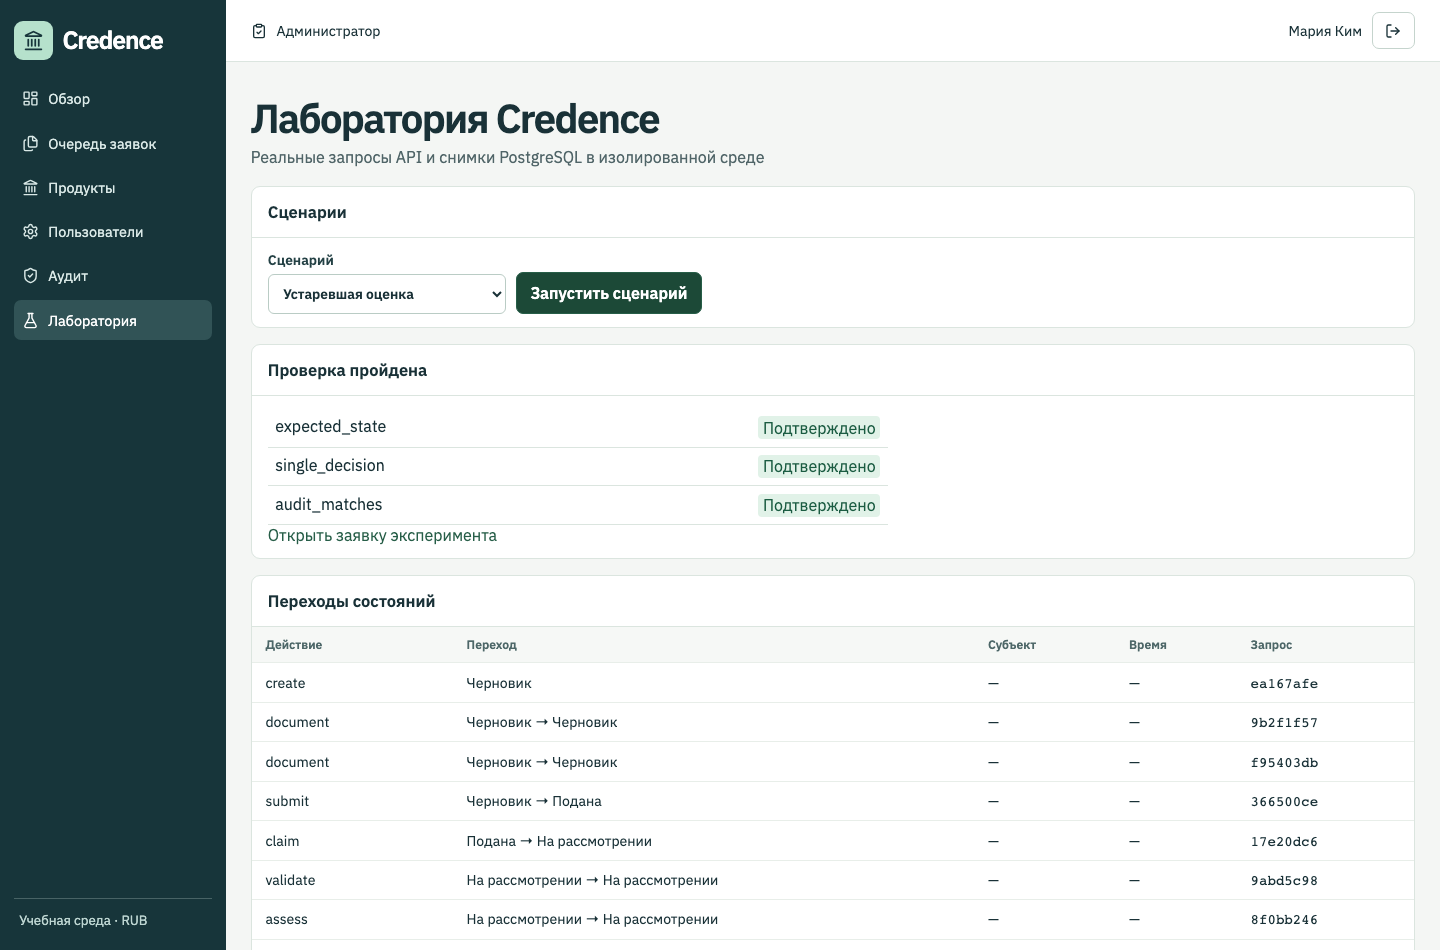 Credence
Администратор
Мария Ким
Обзор
Очередь заявок
Продукты
Пользователи
Аудит
Лаборатория
Учебная среда · RUB
Лаборатория Credence
Реальные запросы API и снимки PostgreSQL в изолированной среде
Сценарии
Сценарий
Устаревшая оценка
Запустить сценарий
Проверка пройдена
expected_state Подтверждено
single_decision Подтверждено
audit_matches Подтверждено
Открыть заявку эксперимента
Переходы состояний
Действие Переход Субъект Время Запрос
create Черновик — — ea167afe
document Черновик → Черновик — — 9b2f1f57
document Черновик → Черновик — — f95403db
submit Черновик → Подана — — 366500ce
claim Подана → На рассмотрении — — 17e20dc6
validate На рассмотрении → На рассмотрении — — 9abd5c98
assess На рассмотрении → На рассмотрении — — 8f0bb246